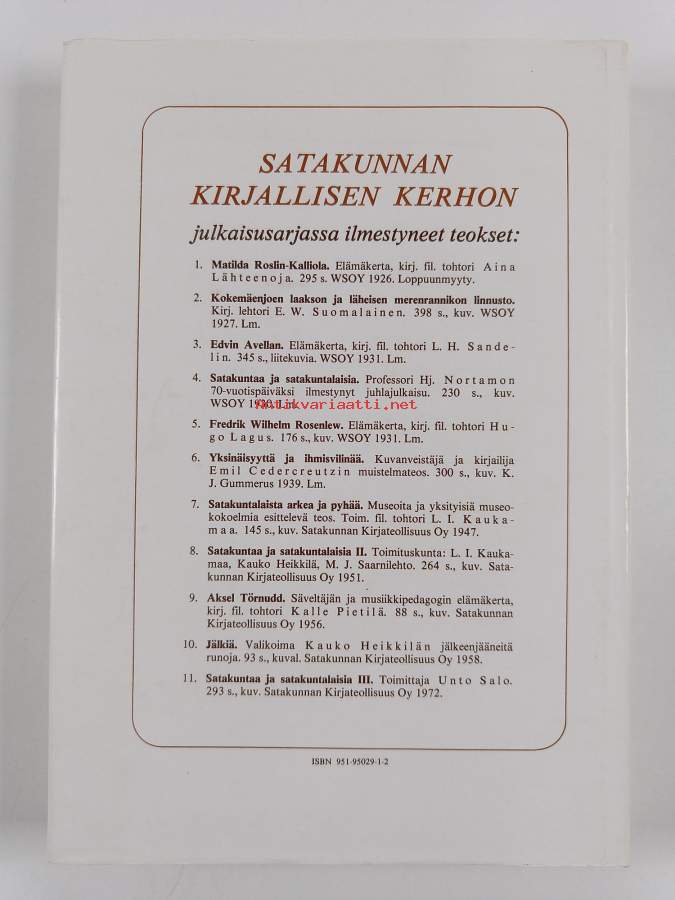 SATAKUNNAN
KIRJALLISEN KERHON
julkaisusarjassa ilmestyneet teokset:
1. Matilda Roslin-Kalliola. Elämäkerta, kirj. fil. tohtori Aina
Lähteenoja. 295 s. WSOY 1926. Loppuunmyyty.
2. Kokemäenjoen laakson ja läheisen merenrannikon linnusto.
Kirj. lehtori E. W. Suomalainen. 398 s., kuv. WSOY
1927. Lm.
3. Edvin Avellan. Elämäkerta, kirj. fil. tohtori L. H. Sande-
lin. 345 s., liitekuvia. WSOY 1931. Lm.
4. Satakuntaa ja satakuntalaisia. Professori Hj. Nortamon
70-vuotispäiväksi ilmestynyt juhlajulkaisu. 230 s., kuv.
WSOY 1930. Lm.
Antikvariaatti.net
5. Fredrik Wilhelm Rosenlew. Elämäkerta, kirj. fil. tohtori Hu-
go Lagus. 176 s., kuv. WSOY 1931. Lm.
6. Yksinäisyyttä ja ihmisvilinää. Kuvanveistäjä ja kirjailija
Emil Cedercreutzin muistelmateos. 300 s., kuv. K.
J. Gummerus 1939. Lm.
7. Satakuntalaista arkea ja pyhää. Museoita ja yksityisiä museo-
kokoelmia esittelevä teos. Toim. fil. tohtori L. I. Kauka-
maa. 145 s., kuv. Satakunnan Kirjateollisuus Oy 1947.
8. Satakuntaa ja satakuntalaisia II. Toimituskunta: L. I. Kauka-
maa, Kauko Heikkilä, M. J. Saarnilehto. 264 s., kuv. Sata-
kunnan Kirjateollisuus Oy 1951.
9. Aksel Törnudd. Säveltäjän ja musiikkipedagogin elämäkerta,
kirj. fil. tohtori Kalle Pietilä. 88 s., kuv. Satakunnan
Kirjateollisuus Oy 1956.
10. Jälkiä. Valikoima Kauko Heikkilän jälkeenjääneitä
runoja. 93 s., kuval. Satakunnan Kirjateollisuus Oy 1958.
11. Satakuntaa ja satakuntalaisia III. Toimittaja Unto Salo.
293 s., kuv. Satakunnan Kirjateollisuus Oy 1972.
ISBN 951-95029-1-2